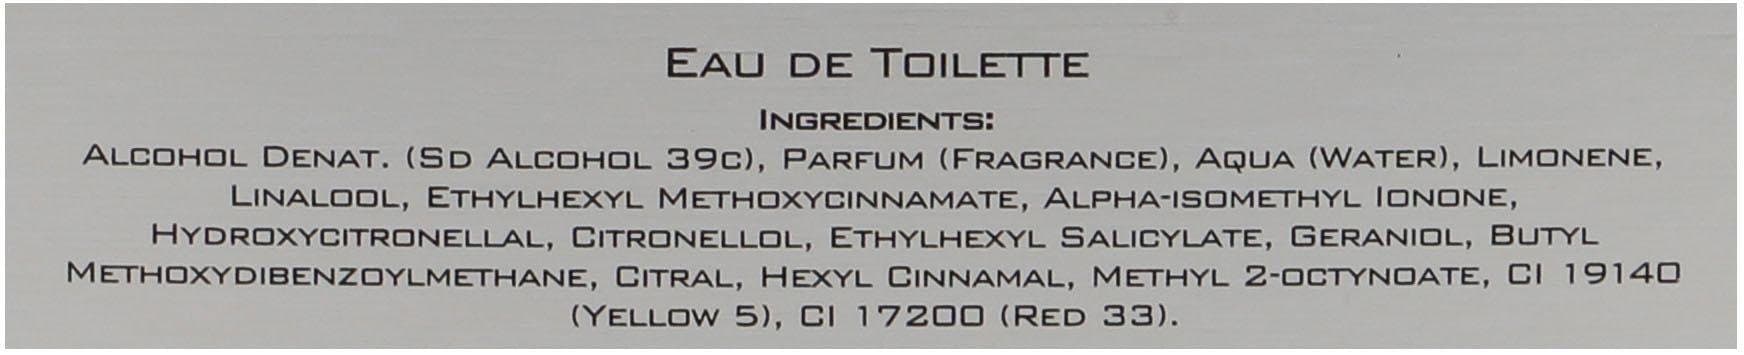 EAU DE TOILETTE
INGREDIENTS:
ALCOHOL DENAT. (SD ALCOHOL 39C), PARFUM (FRAGRANCE), AQUA (WATER), LIMONENE,
LINALOOL, ETHYLHEXYL METHOXYCINNAMATE, ALPHA-ISOMETHYL IONONE,
HYDROXYCITRONELLAL, CITRONELLOL, ETHYLHEXYL SALICYLATE, GERANIOL, BUTYL
METHOXYDIBENZOYLMETHANE, CITRAL, HEXYL CINNAMAL, METHYL 2-OCTYNOATE, CI 19140
(YELLOW 5), CI 17200 (RED 33).